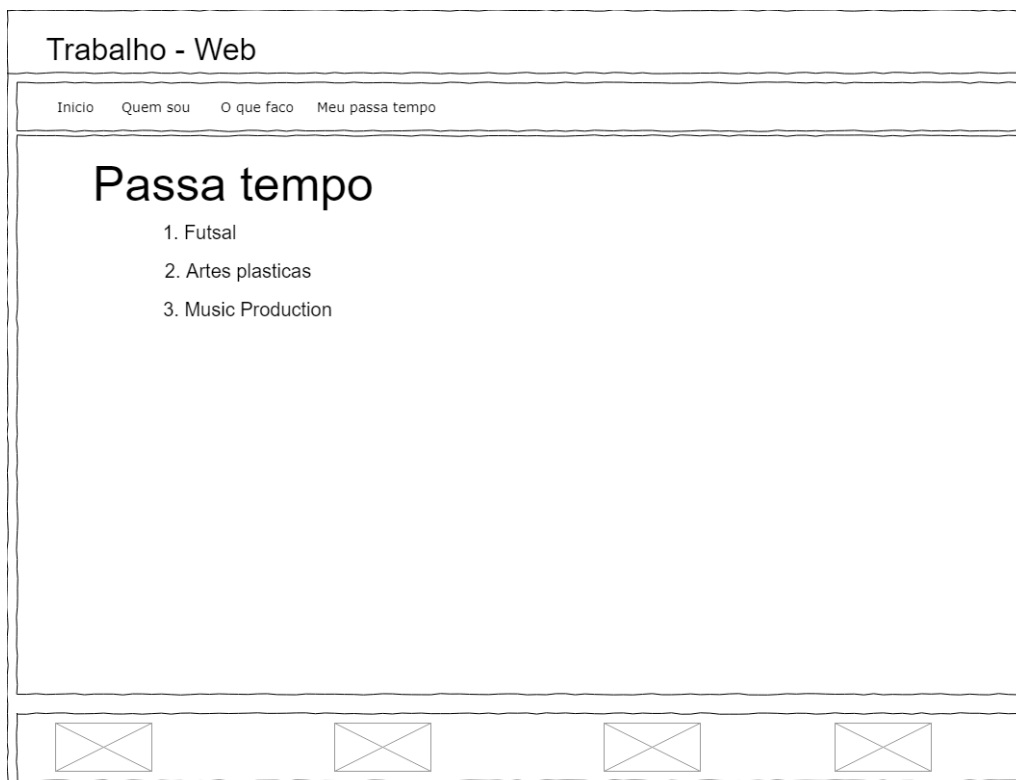 Trabalho - Web
Inicio Quem sou O que faco Meu passa tempo
Passa tempo
1. Futsal
2. Artes plasticas
3. Music Production